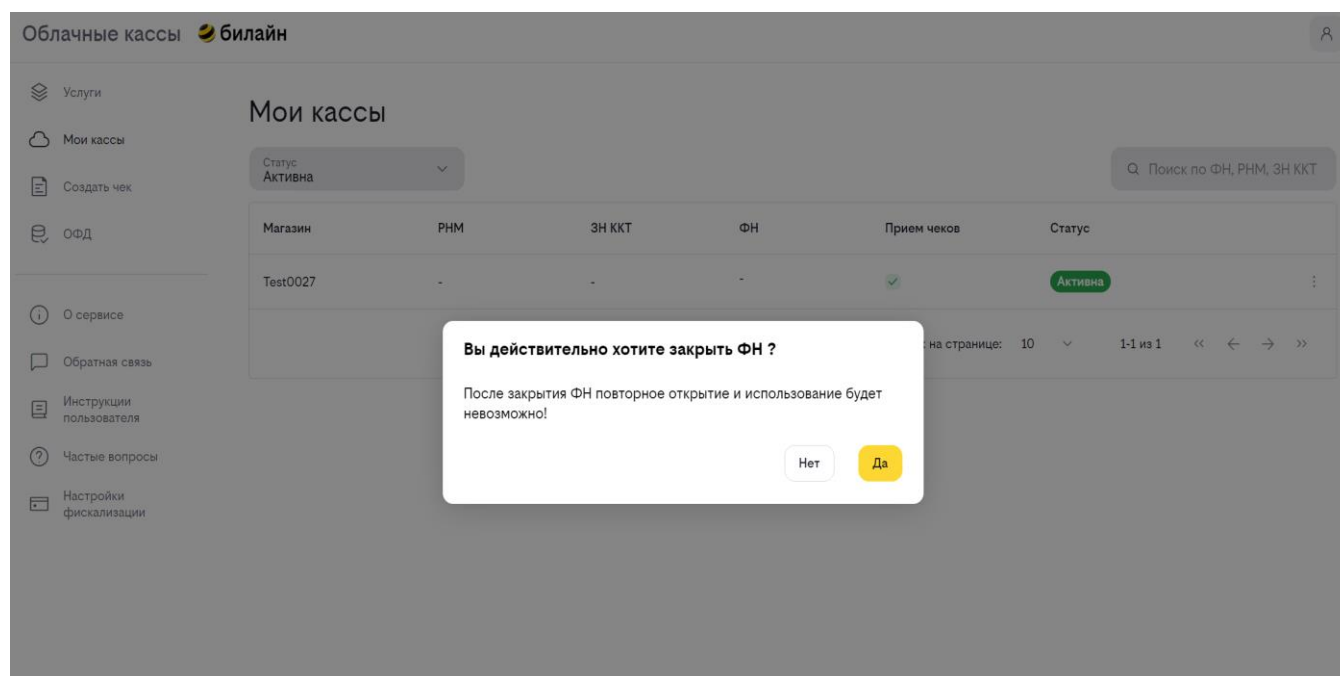 Облачные кассы билайн
Услуги
Мои кассы
Создать чек
ОФД
О сервисе
Обратная связь
Инструкции
пользователя
Частые вопросы
Настройки
фискализации
Мои кассы
Статус
Активна
Поиск по ФН, РНМ, ЗН ККТ
Магазин РНМ ЗН ККТ ФН Прием чеков Статус
Test0027 - - - Активна
на странице: 10 1-1 из 1
Вы действительно хотите закрыть ФН ?
После закрытия ФН повторное открытие и использование будет
невозможно!
Нет Да